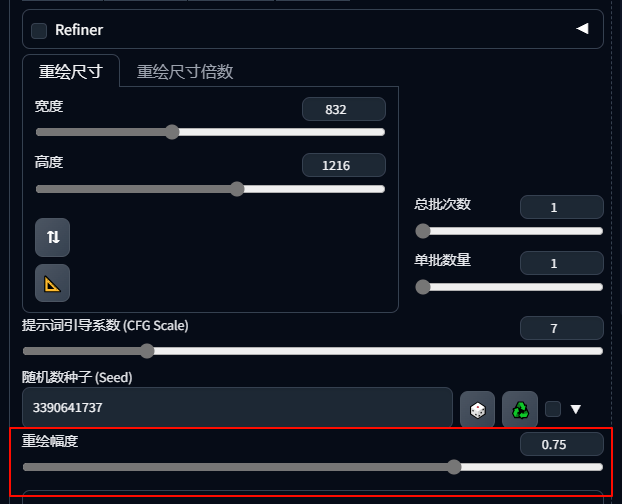 Refiner
重绘尺寸 重绘尺寸倍数
宽度 832
高度 1216
总批次数 1
单批数量 1
提示词引导系数 (CFG Scale) 7
随机数种子 (Seed)
3390641737
重绘幅度 0.75